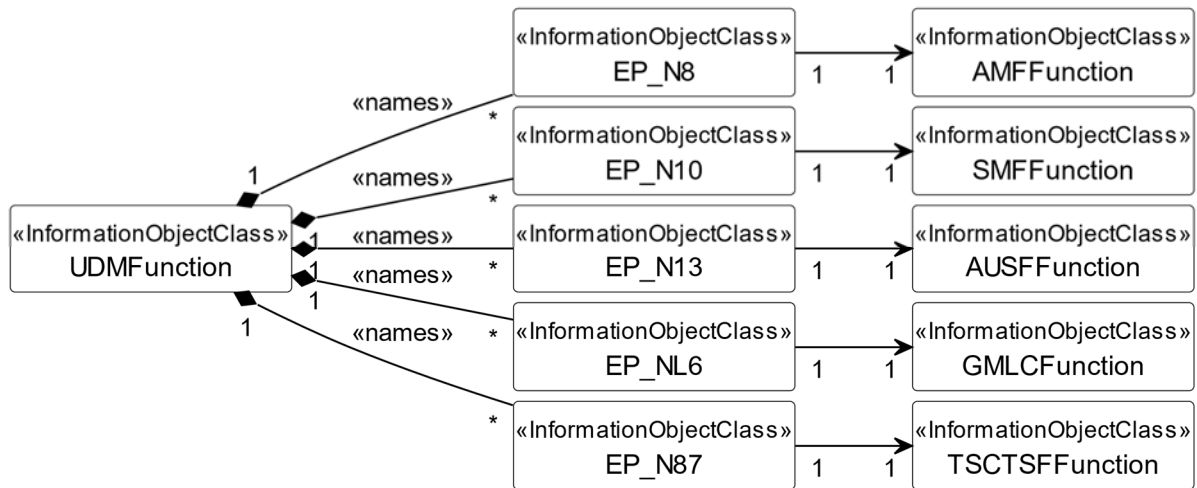 «InformationObjectClass»
EP_N8
1
1
«InformationObjectClass»
AMFFunction
«names»
*
«InformationObjectClass»
EP_N10
1
1
«InformationObjectClass»
SMFFunction
1
«names»
*
«InformationObjectClass»
UDMFunction
1
«names»
*
«InformationObjectClass»
EP_N13
1
1
«InformationObjectClass»
AUSFFunction
1
«names»
*
«InformationObjectClass»
EP_NL6
1
1
«InformationObjectClass»
GMLCFunction
1
1
«names»
*
«InformationObjectClass»
EP_N87
1
1
«InformationObjectClass»
TSCTSFFunction